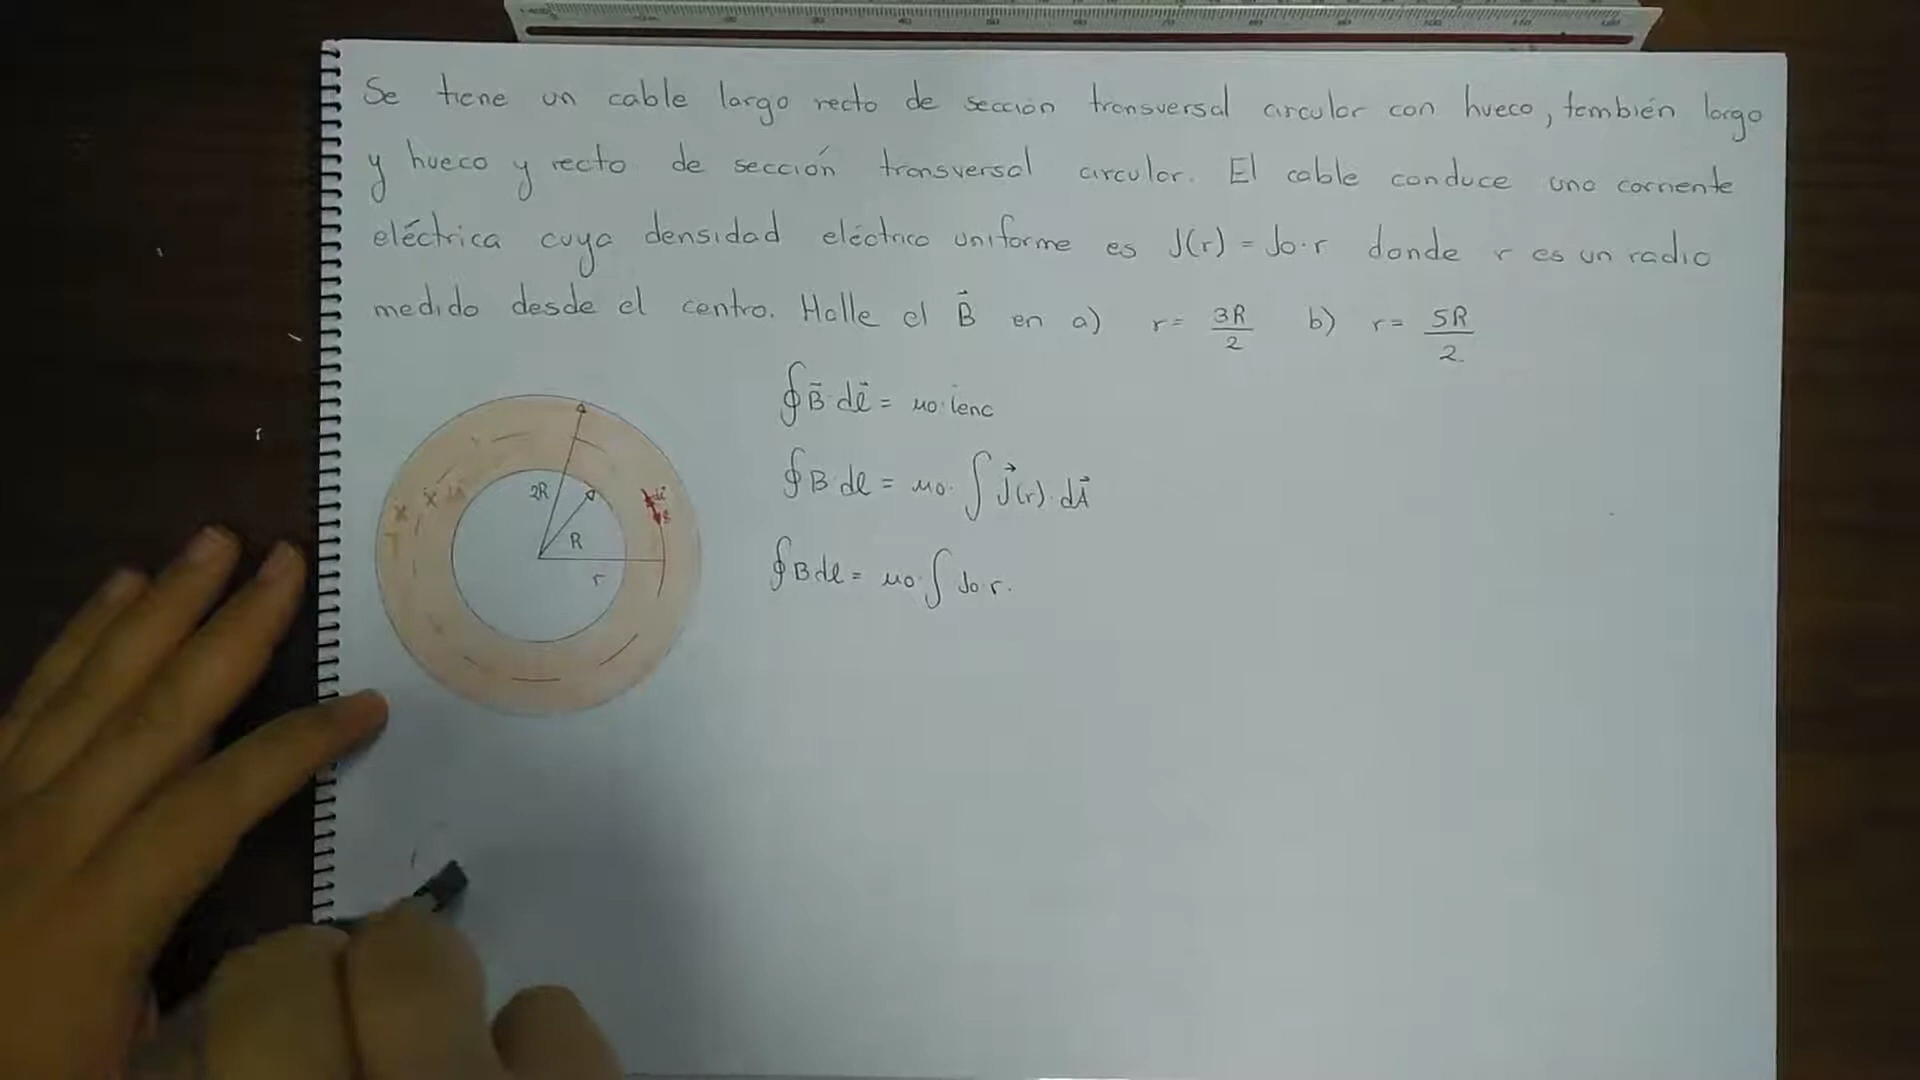 Se tiene un cable largo recto de sección transversal circular con hueco, también largo
y hueco y recto de sección transversal circular. El cable conduce una corriente
eléctrica cuya densidad eléctrica uniforme es J(r) = Jo·r donde r es un radio
medido desde el centro. Halle el B⃗ en a) r = 3R/2 b) r = 5R/2
∮ B⃗·dℓ⃗ = μo·ienc
∮ B·dℓ = μo·∫ J⃗(r)·dA⃗
∮ B dℓ = μo·∫ Jo·r.
2R
R
r